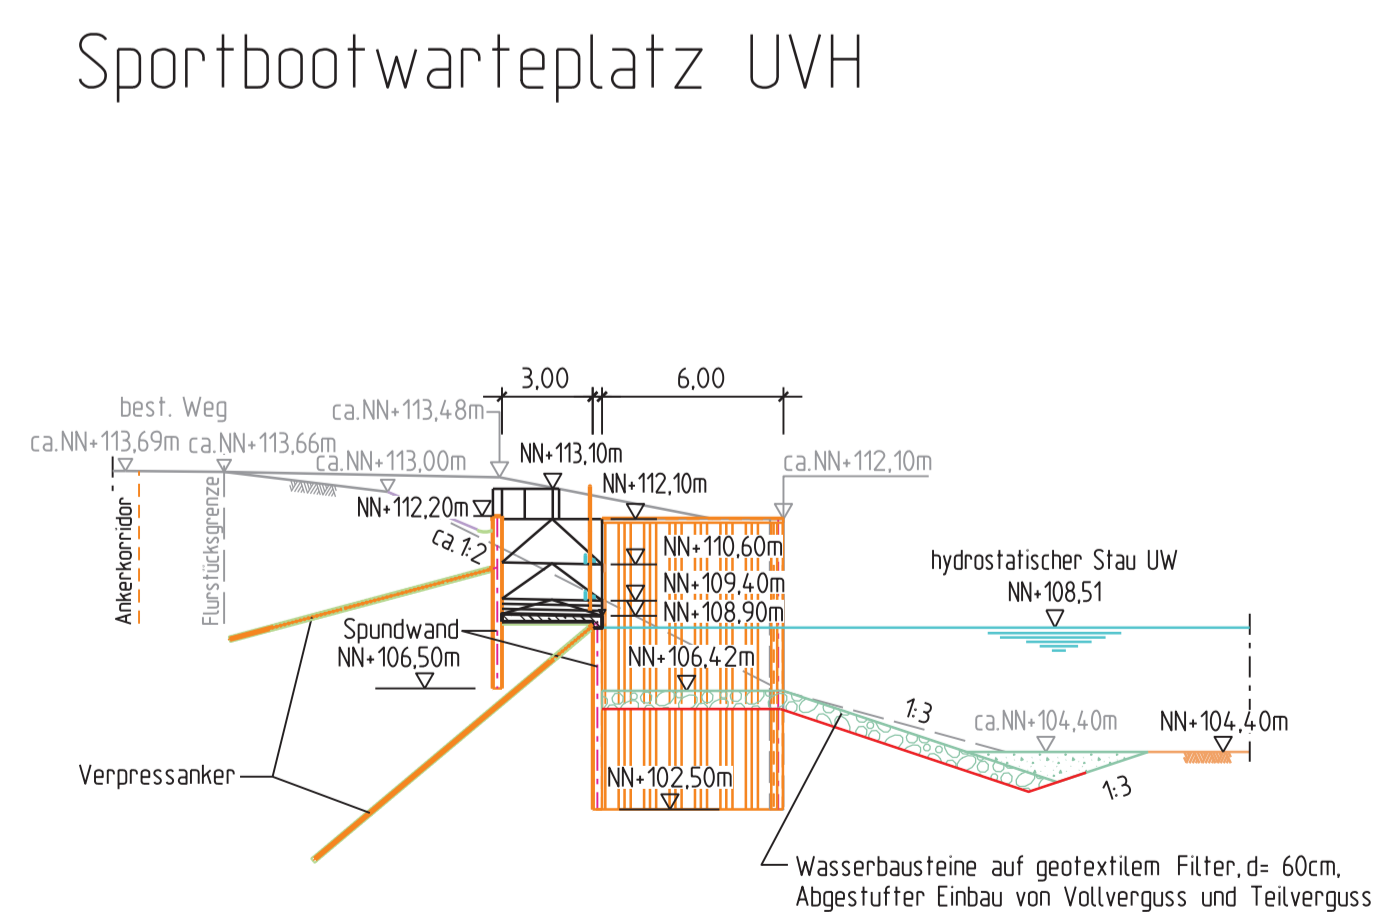 Sportbootwarteplatz UVH
3,00
6,00
best. Weg
ca.NN+113,48m
ca.NN+113,69m
ca.NN+113,66m
ca.NN+113,00m
NN+113,10m
ca.NN+112,10m
NN+112,10m
NN+112,20m
Ankerkorridor
Flurstücksgrenze
ca. 1:2
NN+110,60m
NN+109,40m
NN+108,90m
hydrostatischer Stau UW
NN+108,51
Spundwand
NN+106,50m
NN+106,42m
1:3
ca.NN+104,40m
NN+104,40m
Verpressanker
NN+102,50m
1:3
Wasserbausteine auf geotextilem Filter, d= 60cm,
Abgestufter Einbau von Vollverguss und Teilverguss